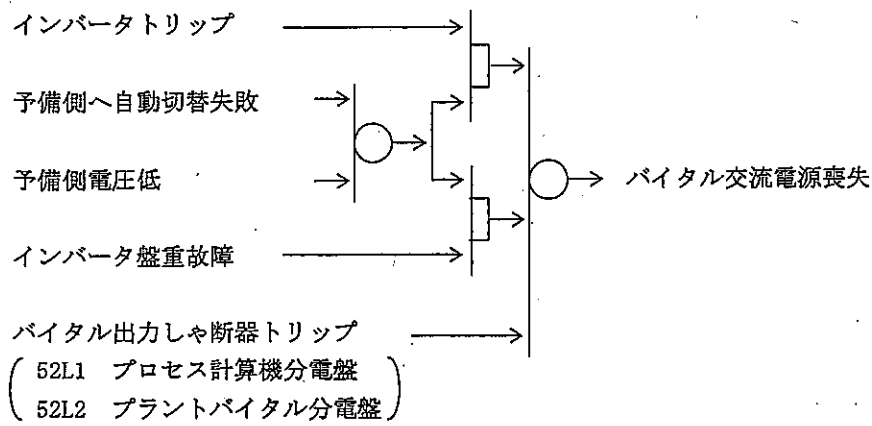 インバータトリップ
予備側へ自動切替失敗
予備側電圧低
バイタル交流電源喪失
インバータ盤重故障
バイタル出力しゃ断器トリップ
52L1 プロセス計算機分電盤
52L2 プラントバイタル分電盤